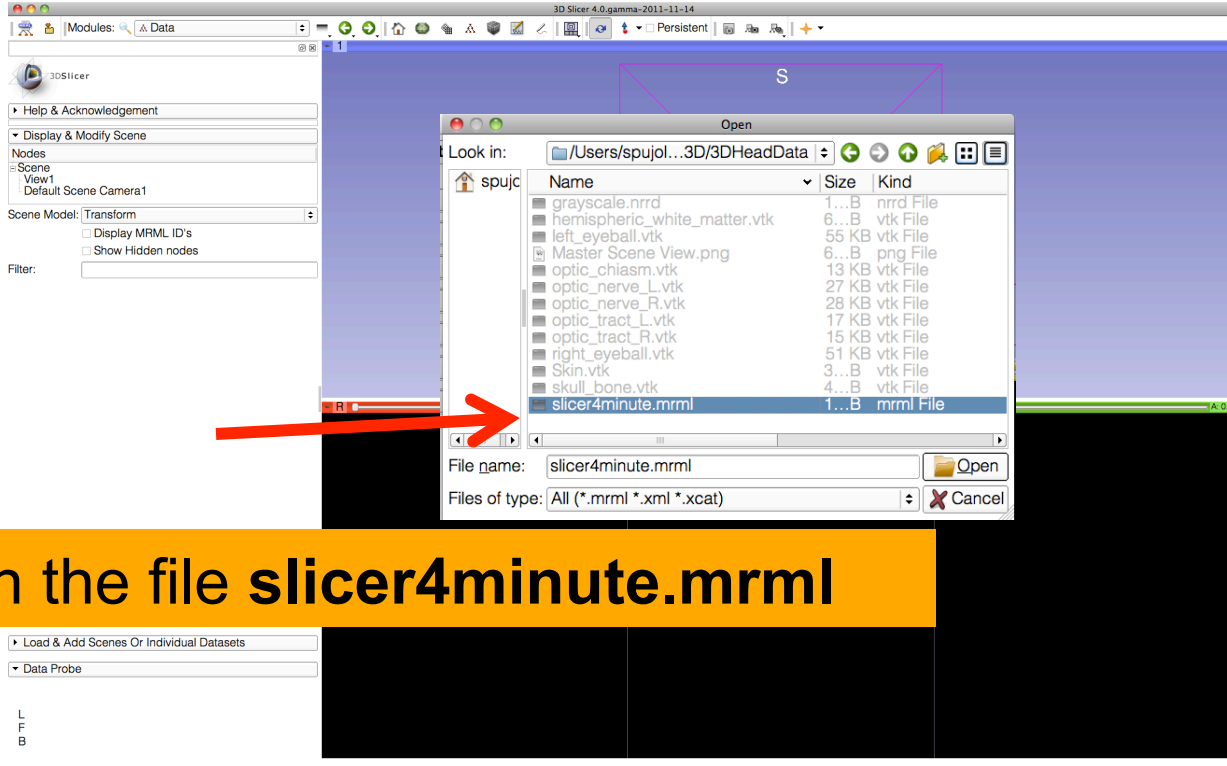 3D Slicer 4.0.gamma-2011-11-14
Modules: Data
Persistent
1
3DSlicer
Help & Acknowledgement
Display & Modify Scene
Nodes
Scene
View1
Default Scene Camera1
Scene Model: Transform
Display MRML ID's
Show Hidden nodes
Filter:
S
Open
Look in: /Users/spujol...3D/3DHeadData
spujc
Name Size Kind
grayscale.nrrd 1...B nrrd File
hemispheric_white_matter.vtk 6...B vtk File
left_eyeball.vtk 55 KB vtk File
Master Scene View.png 6...B png File
optic_chiasm.vtk 13 KB vtk File
optic_nerve_L.vtk 27 KB vtk File
optic_nerve_R.vtk 28 KB vtk File
optic_tract_L.vtk 17 KB vtk File
optic_tract_R.vtk 15 KB vtk File
right_eyeball.vtk 51 KB vtk File
Skin.vtk 3...B vtk File
skull_bone.vtk 4...B vtk File
slicer4minute.mrml 1...B mrml File
File name: slicer4minute.mrml Open
Files of type: All (*.mrml *.xml *.xcat) Cancel
R
n the file slicer4minute.mrml
Load & Add Scenes Or Individual Datasets
Data Probe
L
F
B